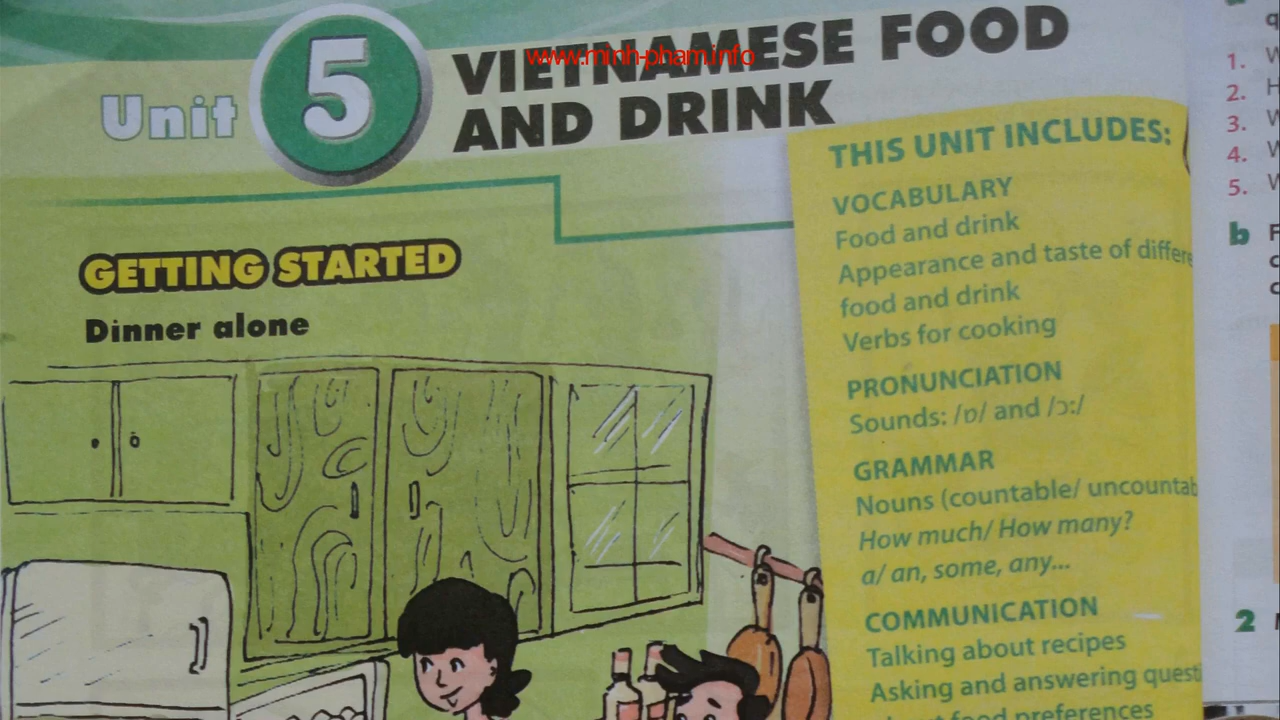 Unit 5 VIETNAMESE FOOD
AND DRINK
www.minh-pham.info
GETTING STARTED
Dinner alone
THIS UNIT INCLUDES:
VOCABULARY
Food and drink
Appearance and taste of
food and drink
Verbs for cooking
PRONUNCIATION
Sounds: /ɒ/ and /ɔ:/
GRAMMAR
Nouns (countable/
How much/ How many?
a/ an, some, any...
COMMUNICATION
Talking about recipes
Asking and answering
food preferences
1.
2.
3.
4.
5.
b
2